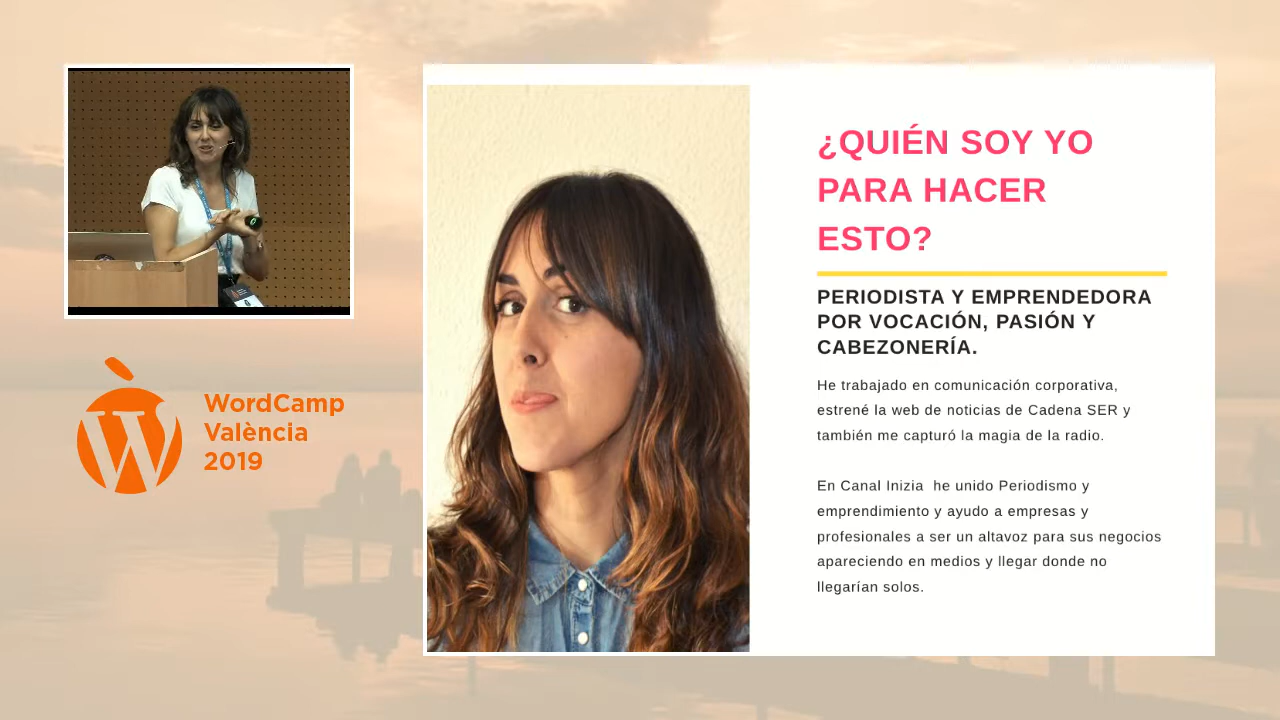 WordCamp
València
2019
¿QUIÉN SOY YO
PARA HACER
ESTO?
PERIODISTA Y EMPRENDEDORA
POR VOCACIÓN, PASIÓN Y
CABEZONERÍA.
He trabajado en comunicación corporativa,
estrené la web de noticias de Cadena SER y
también me capturó la magia de la radio.
En Canal Inizia he unido Periodismo y
emprendimiento y ayudo a empresas y
profesionales a ser un altavoz para sus negocios
apareciendo en medios y llegar donde no
llegarían solos.